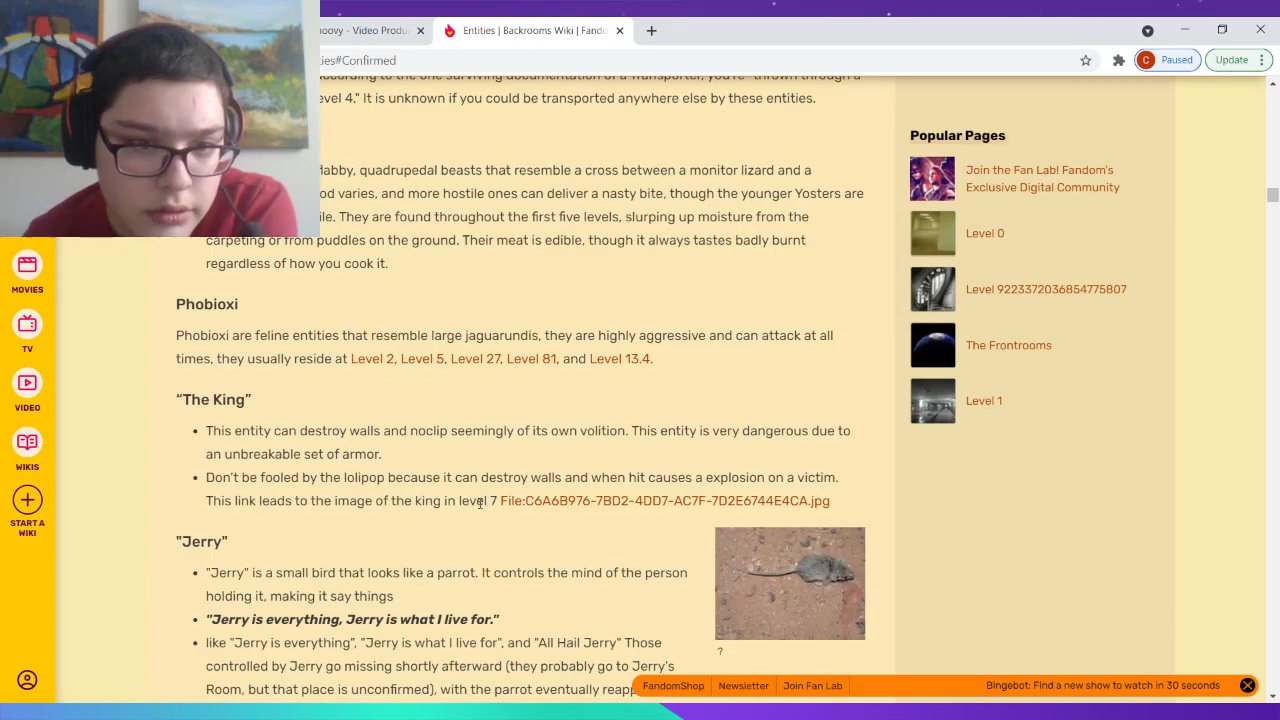 hoovy - Video Produ
Entities | Backrooms Wiki | Fando
ies#Confirmed
Paused
Update
according to the one surviving documentation of a Transporter, you're "thrown through a
evel 4." It is unknown if you could be transported anywhere else by these entities.
flabby, quadrupedal beasts that resemble a cross between a monitor lizard and a
od varies, and more hostile ones can deliver a nasty bite, though the younger Yosters are
ile. They are found throughout the first five levels, slurping up moisture from the
carpeting or from puddles on the ground. Their meat is edible, though it always tastes badly burnt
regardless of how you cook it.
Phobioxi
Phobioxi are feline entities that resemble large jaguarundis, they are highly aggressive and can attack at all
times, they usually reside at Level 2, Level 5, Level 27, Level 81, and Level 13.4.
“The King”
This entity can destroy walls and noclip seemingly of its own volition. This entity is very dangerous due to
an unbreakable set of armor.
Don't be fooled by the lolipop because it can destroy walls and when hit causes a explosion on a victim.
This link leads to the image of the king in level 7 File:C6A6B976-7BD2-4DD7-AC7F-7D2E6744E4CA.jpg
"Jerry"
"Jerry" is a small bird that looks like a parrot. It controls the mind of the person
holding it, making it say things
"Jerry is everything, Jerry is what I live for."
like "Jerry is everything", "Jerry is what I live for", and "All Hail Jerry" Those
controlled by Jerry go missing shortly afterward (they probably go to Jerry's
Room, but that place is unconfirmed), with the parrot eventually reapp
?
Popular Pages
Join the Fan Lab! Fandom's
Exclusive Digital Community
Level 0
Level 9223372036854775807
The Frontrooms
Level 1
MOVIES
TV
VIDEO
WIKIS
START A
WIKI
FandomShop
Newsletter
Join Fan Lab
Bingebot: Find a new show to watch in 30 seconds
C